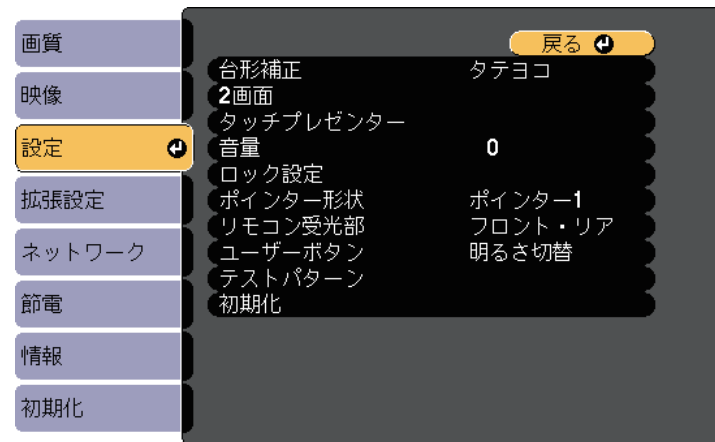 画質
映像
設定
拡張設定
ネットワーク
節電
情報
初期化
戻る
台形補正 タテヨコ
2画面
タッチプレゼンター
音量 0
ロック設定
ポインター形状 ポインター1
リモコン受光部 フロント・リア
ユーザーボタン 明るさ切替
テストパターン
初期化